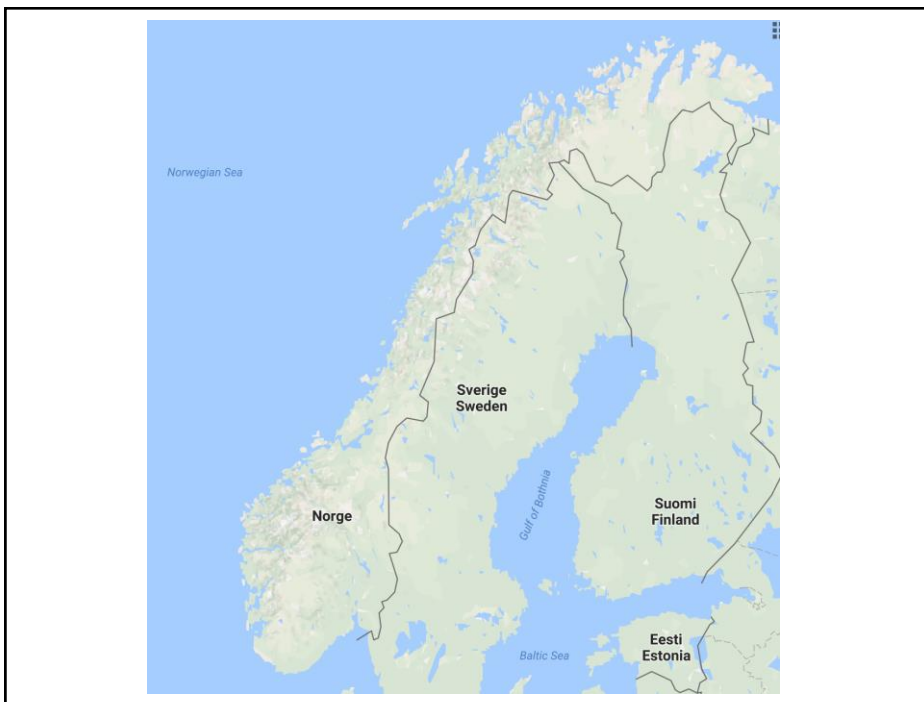 Norwegian Sea
Sverige
Sweden
Gulf of Bothnia
Norge
Suomi
Finland
Eesti
Estonia
Baltic Sea